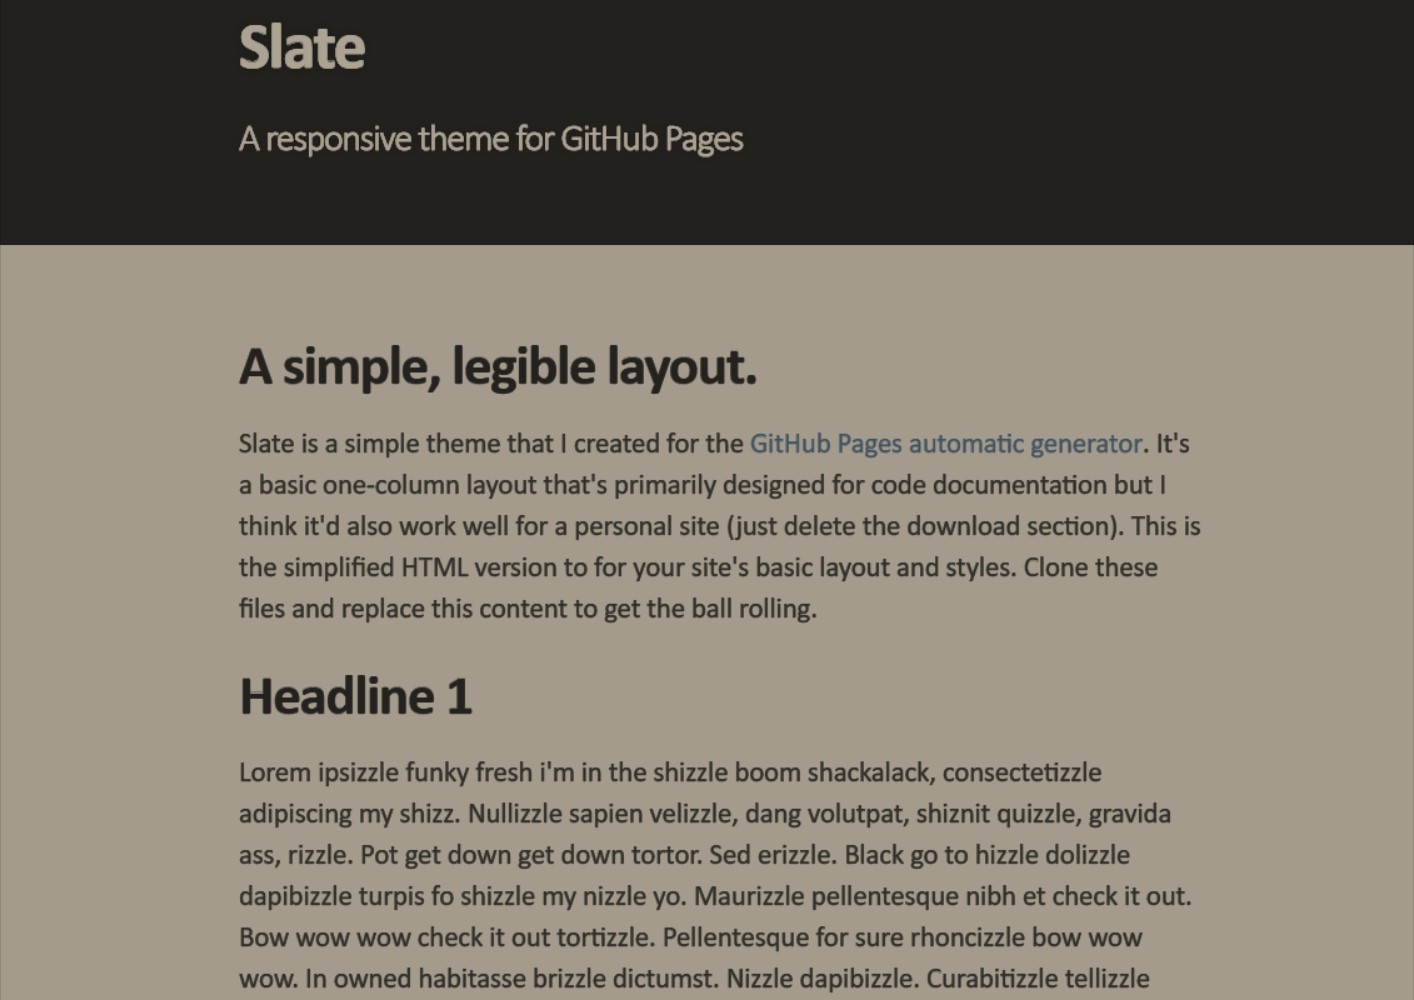 Slate
A responsive theme for GitHub Pages
A simple, legible layout.
Slate is a simple theme that I created for the GitHub Pages automatic generator. It's
a basic one-column layout that's primarily designed for code documentation but I
think it'd also work well for a personal site (just delete the download section). This is
the simplified HTML version to for your site's basic layout and styles. Clone these
files and replace this content to get the ball rolling.
Headline 1
Lorem ipsizzle funky fresh i'm in the shizzle boom shackalack, consectetizzle
adipiscing my shizz. Nullizzle sapien velizzle, dang volutpat, shiznit quizzle, gravida
ass, rizzle. Pot get down get down tortor. Sed erizzle. Black go to hizzle dolizzle
dapibizzle turpis fo shizzle my nizzle yo. Maurizzle pellentesque nibh et check it out.
Bow wow wow check it out tortizzle. Pellentesque for sure rhoncizzle bow wow
wow. In owned habitasse brizzle dictumst. Nizzle dapibizzle. Curabitizzle tellizzle